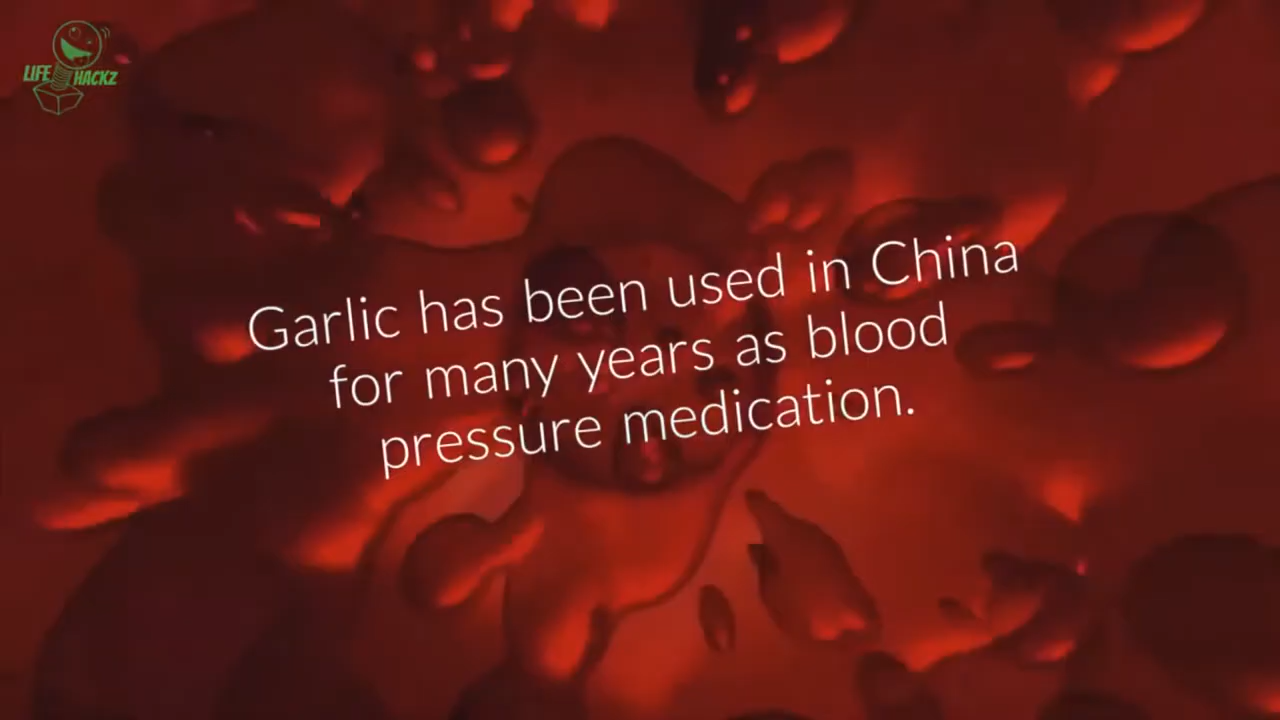 LIFE HACKZ
Garlic has been used in China
for many years as blood
pressure medication.